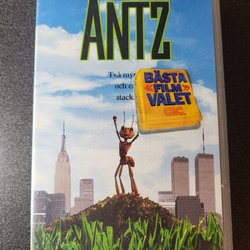 ANTZ
Två my
och e
stack
BÄSTA
FILM
VALET